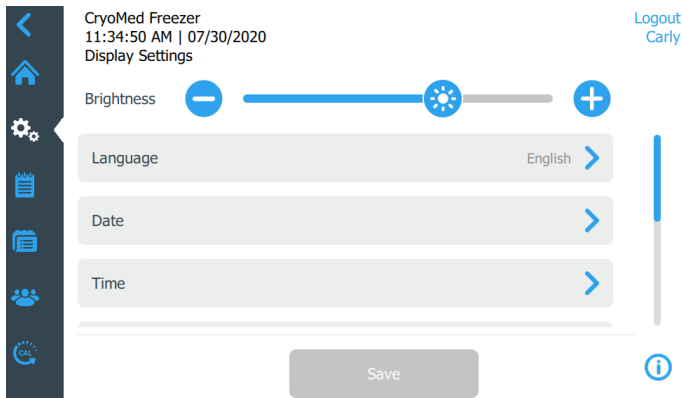 CryoMed Freezer
11:34:50 AM | 07/30/2020
Display Settings
Logout
Carly
Brightness
Language English
Date
Time
CAL
Save